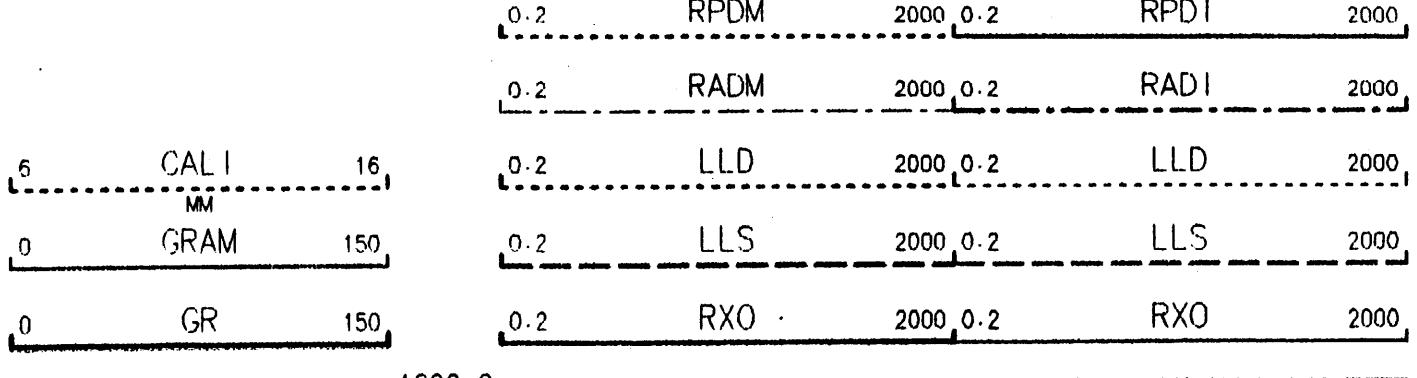 0.2 RPDM 2000 0.2 RPDI 2000
0.2 RADM 2000 0.2 RADI 2000
6 CALI 16 0.2 LLD 2000 0.2 LLD 2000
MM
0 GRAM 150 0.2 LLS 2000 0.2 LLS 2000
0 GR 150 0.2 RXO 2000 0.2 RXO 2000